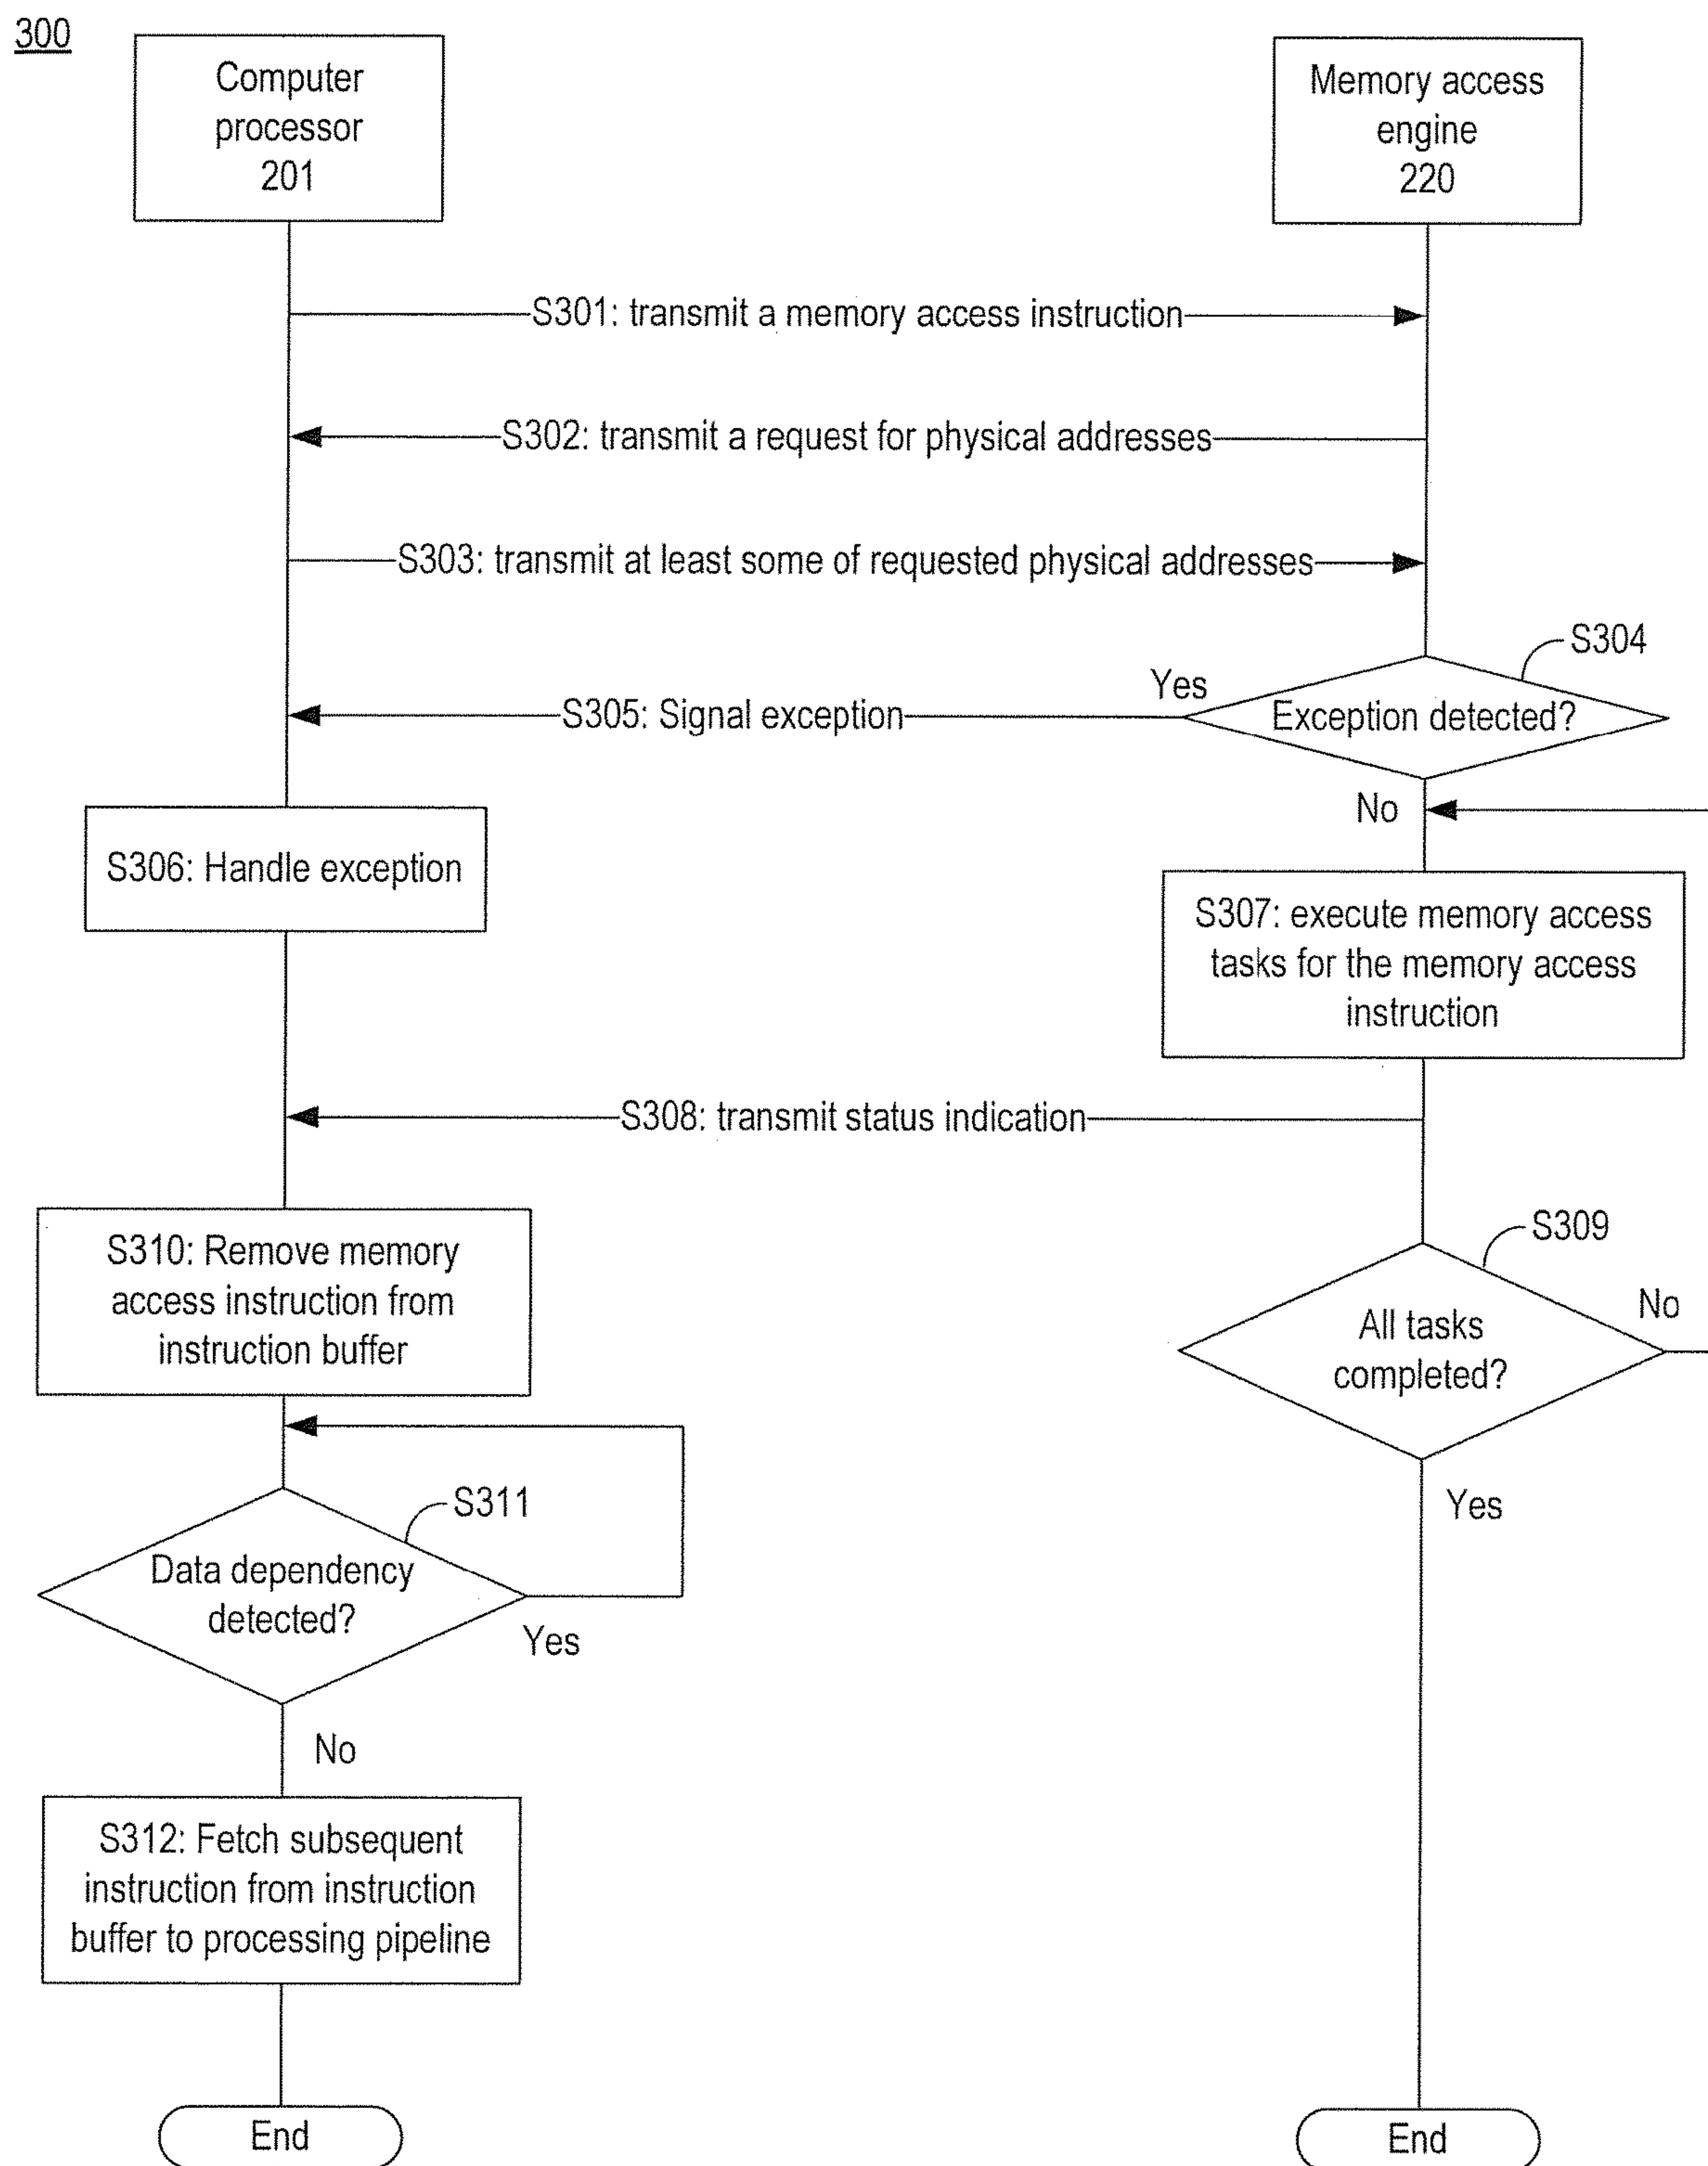 300
Computer
processor
201
Memory access
engine
220
S301: transmit a memory access instruction
S302: transmit a request for physical addresses
S303: transmit at least some of requested physical addresses
S304
Yes
S305: Signal exception
Exception detected?
No
S306: Handle exception
S307: execute memory access
tasks for the memory access
instruction
S308: transmit status indication
S310: Remove memory
access instruction from
instruction buffer
S309
No
All tasks
completed?
Yes
S311
Data dependency
detected?
Yes
No
S312: Fetch subsequent
instruction from instruction
buffer to processing pipeline
End
End